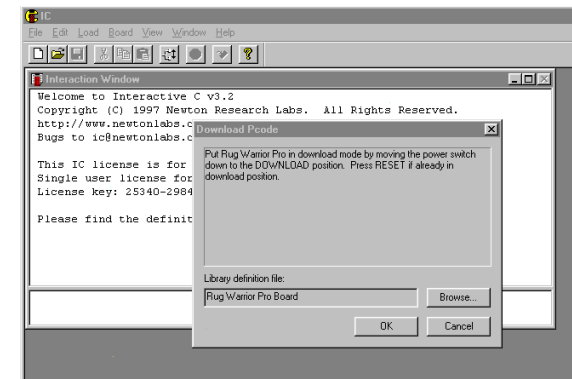 IC
File Edit Load Board View Window Help
Interaction Window
Welcome to Interactive C v3.2
Copyright (C) 1997 Newton Research Labs. All Rights Reserved.
http://www.newtonlabs.c
Bugs to ic@newtonlabs.c
This IC license is for
Single user license for
License key: 25340-2984
Please find the definit
Download Pcode
Put Rug Warrior Pro in download mode by moving the power switch
down to the DOWNLOAD position. Press RESET if already in
download position.
Library definition file:
Rug Warrior Pro Board
Browse...
OK Cancel